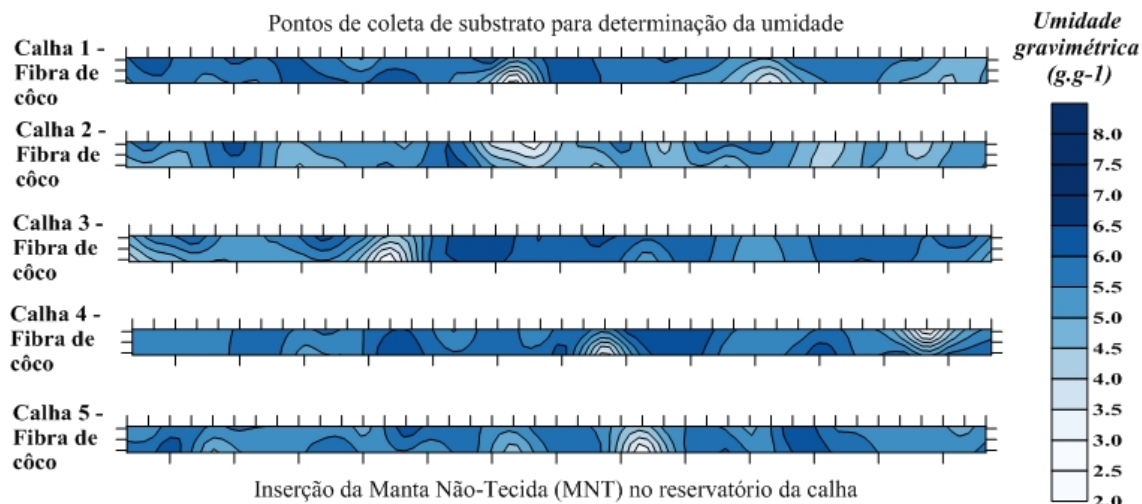 Pontos de coleta de substrato para determinação da umidade
Umidade
gravimétrica
(g.g-1)
Calha 1 -
Fibra de
côco
Calha 2 -
Fibra de
côco
Calha 3 -
Fibra de
côco
Calha 4 -
Fibra de
côco
Calha 5 -
Fibra de
côco
8.0
7.5
7.0
6.5
6.0
5.5
5.0
4.5
4.0
3.5
3.0
2.5
2.0
Inserção da Manta Não-Tecida (MNT) no reservatório da calha